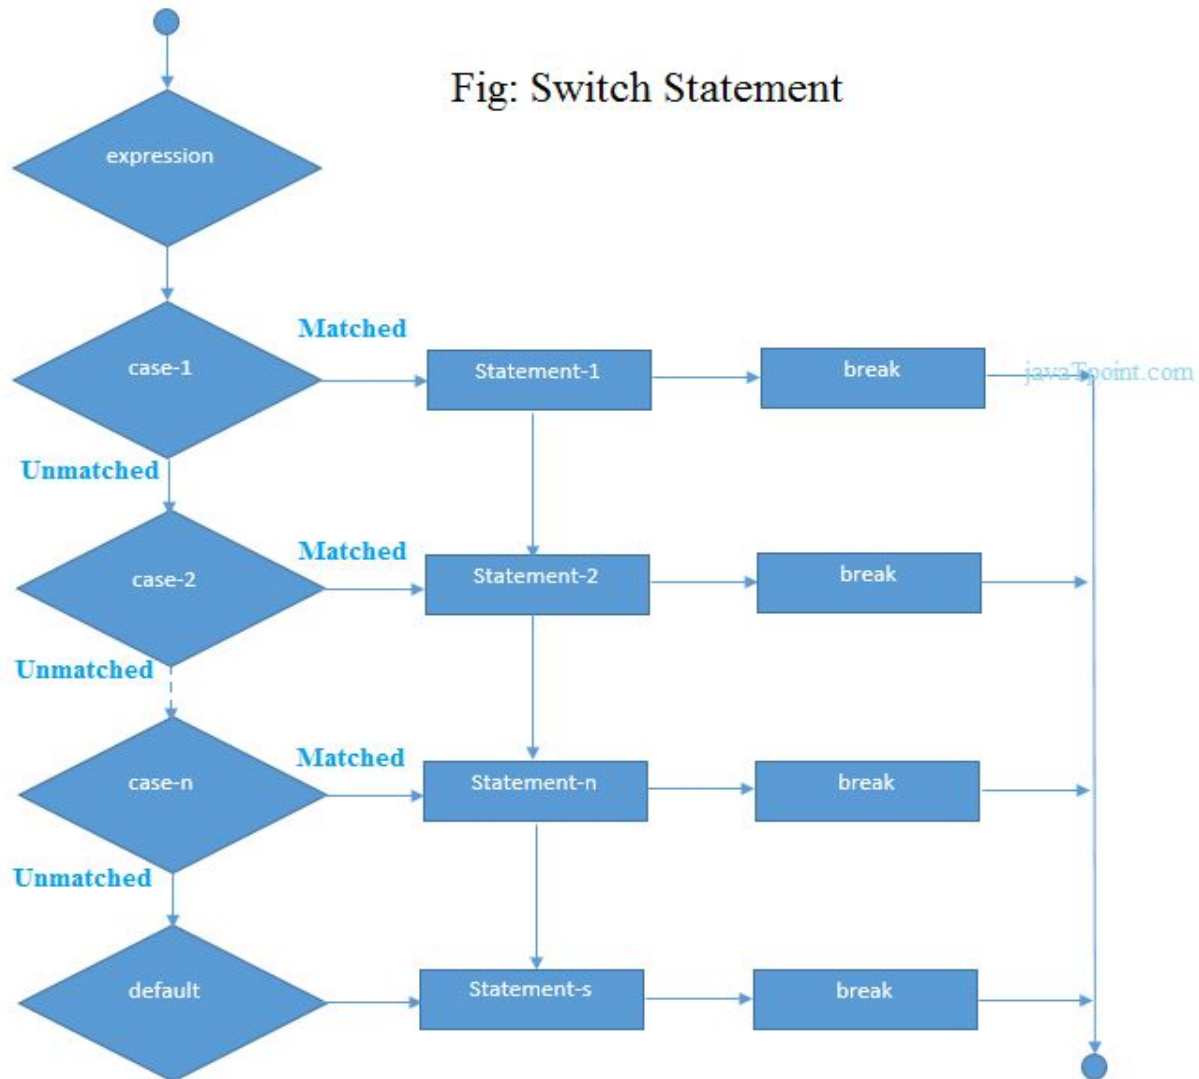 Fig: Switch Statement
expression
Matched
case-1
Statement-1
break
javaTpoint.com
Unmatched
Matched
case-2
Statement-2
break
Unmatched
Matched
case-n
Statement-n
break
Unmatched
default
Statement-s
break